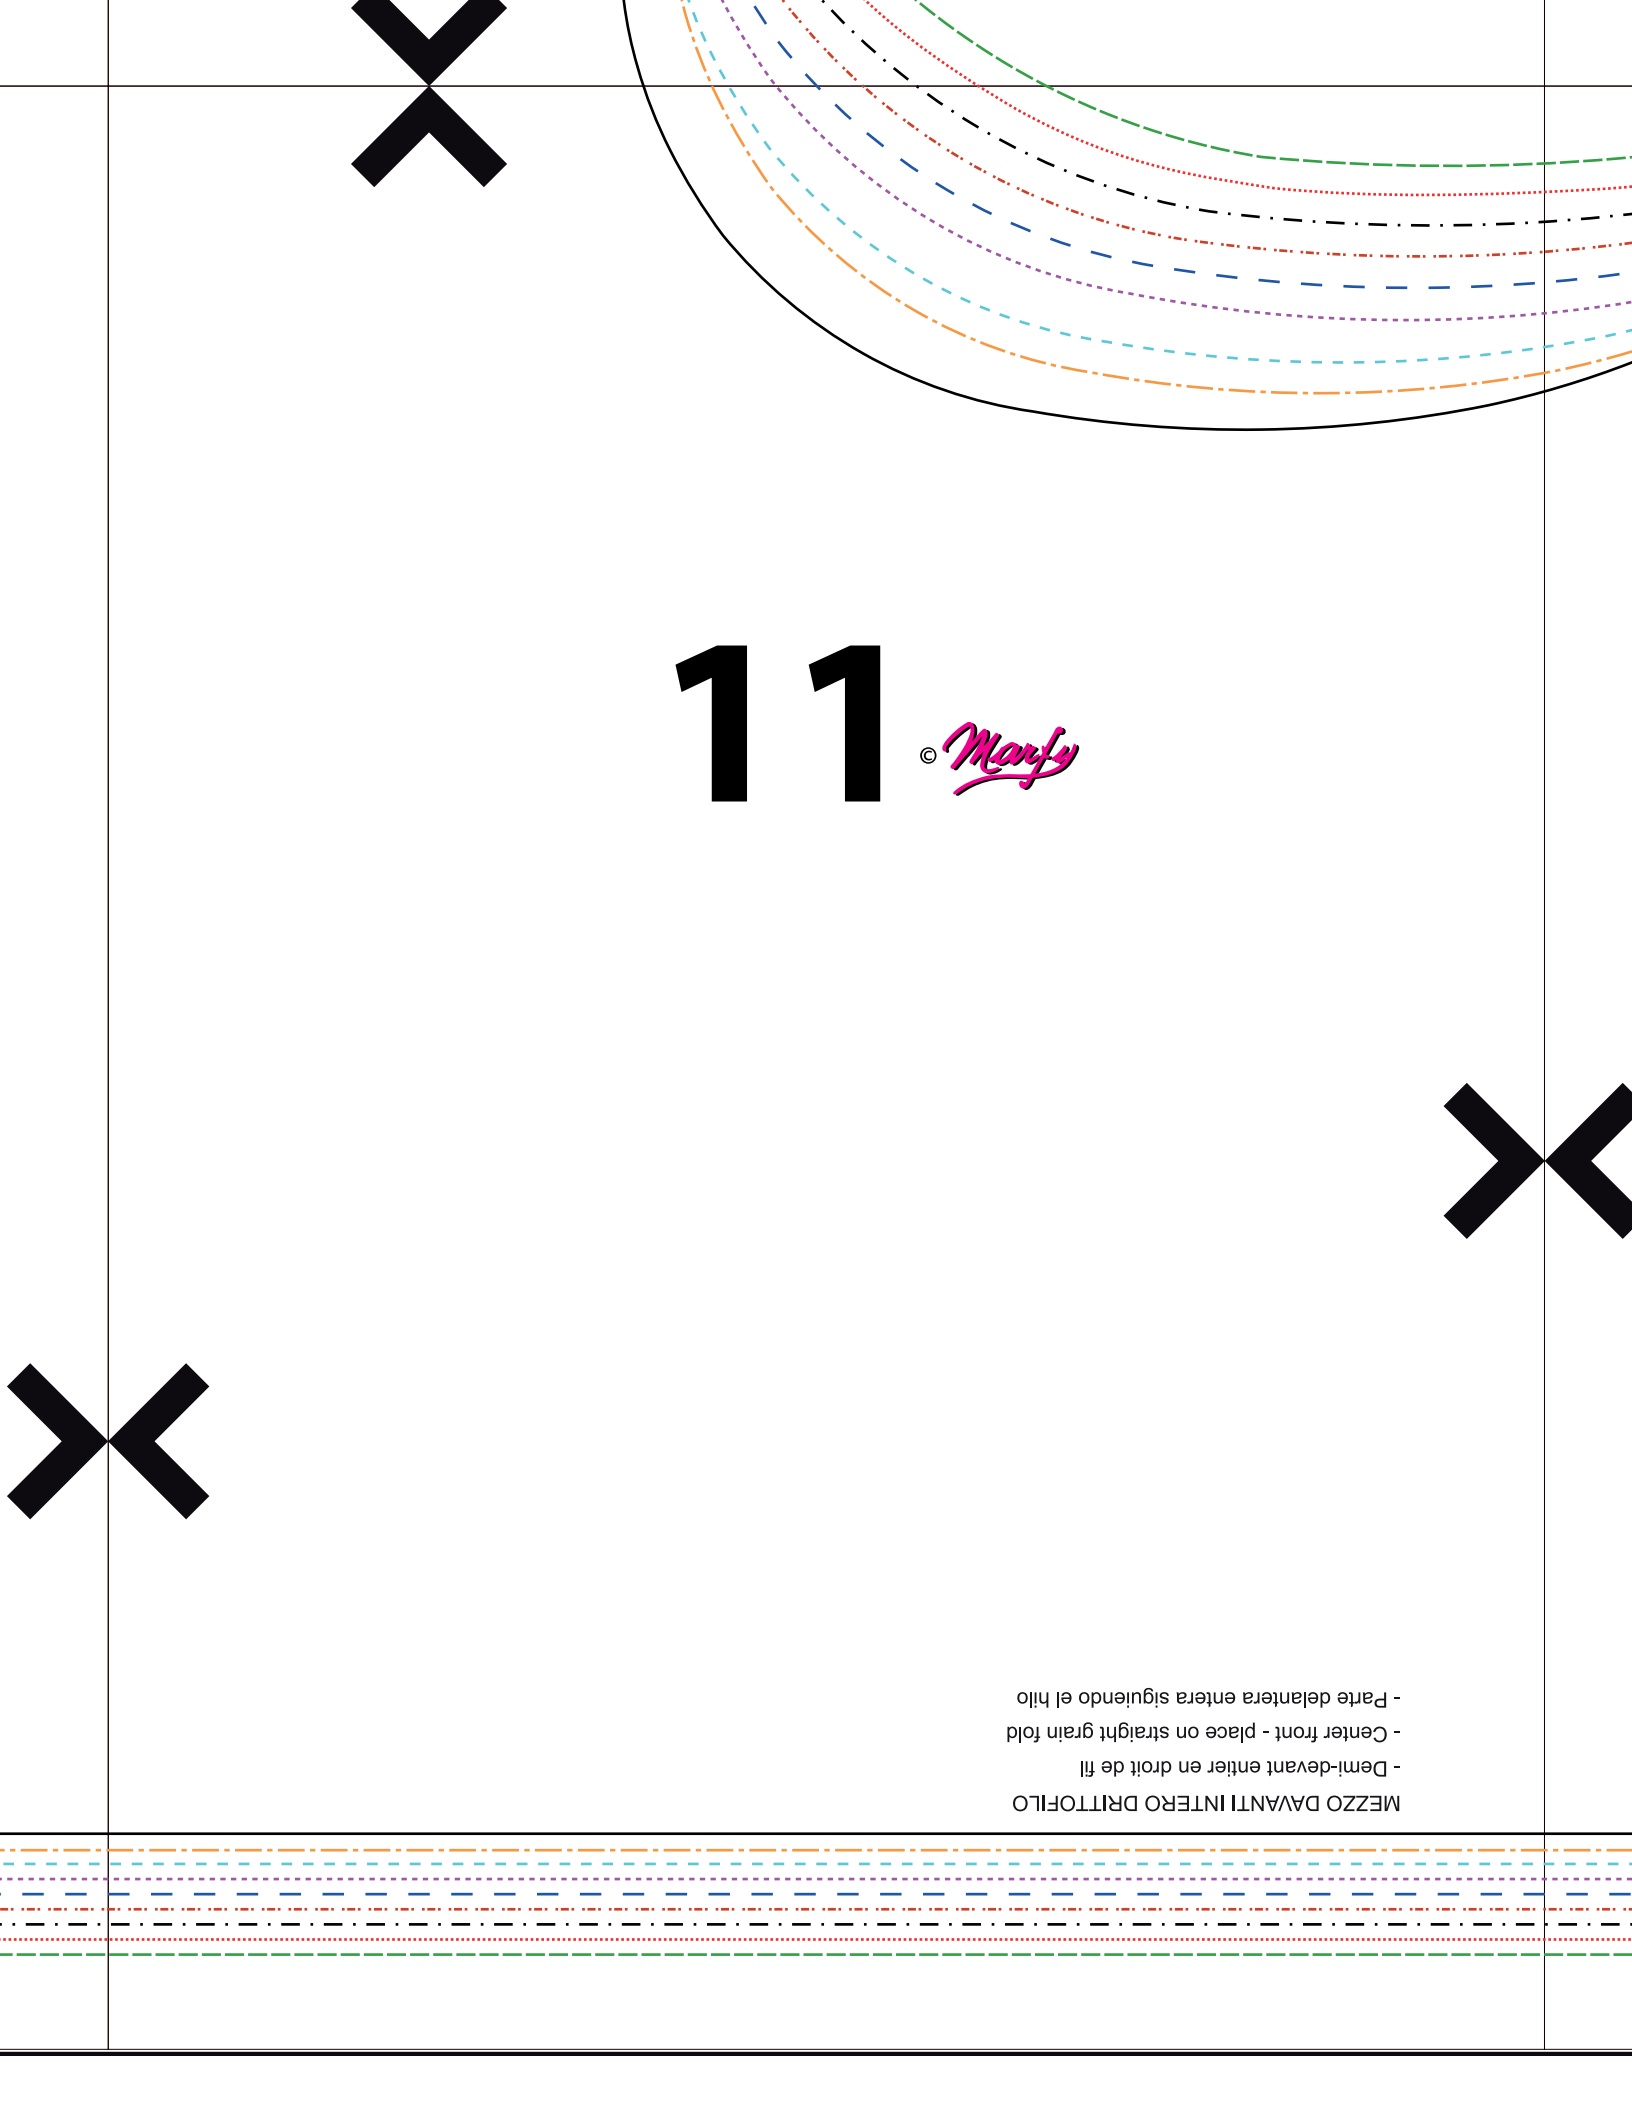 11
© Marfy
MEZZO DAVANTI INTERO DRITTOFILO
- Demi-devant entier en droit de fil
- Center front - place on straight grain fold
- Parte delantera entera siguiendo el hilo